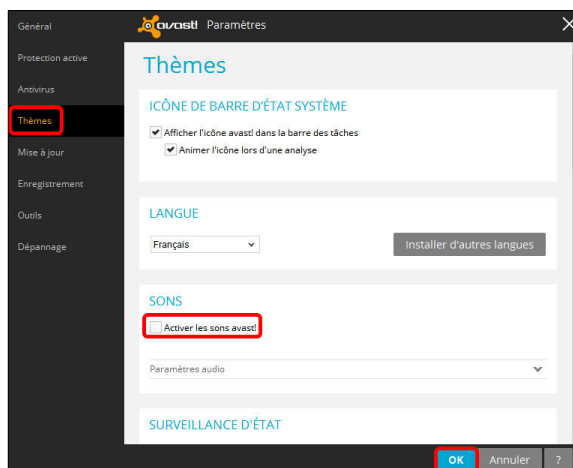 Général
Protection active
Antivirus
Thèmes
Mise à jour
Enregistrement
Outils
Dépannage
avast! Paramètres
Thèmes
ICÔNE DE BARRE D'ÉTAT SYSTÈME
Afficher l'icône avast! dans la barre des tâches
Animer l'icône lors d'une analyse
LANGUE
Français
Installer d'autres langues
SONS
Activer les sons avast!
Paramètres audio
SURVEILLANCE D'ÉTAT
OK Annuler ?